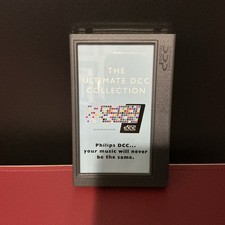 THE
ULTIMATE DCC
COLLECTION
Philips DCC...
your music will never
be the same.